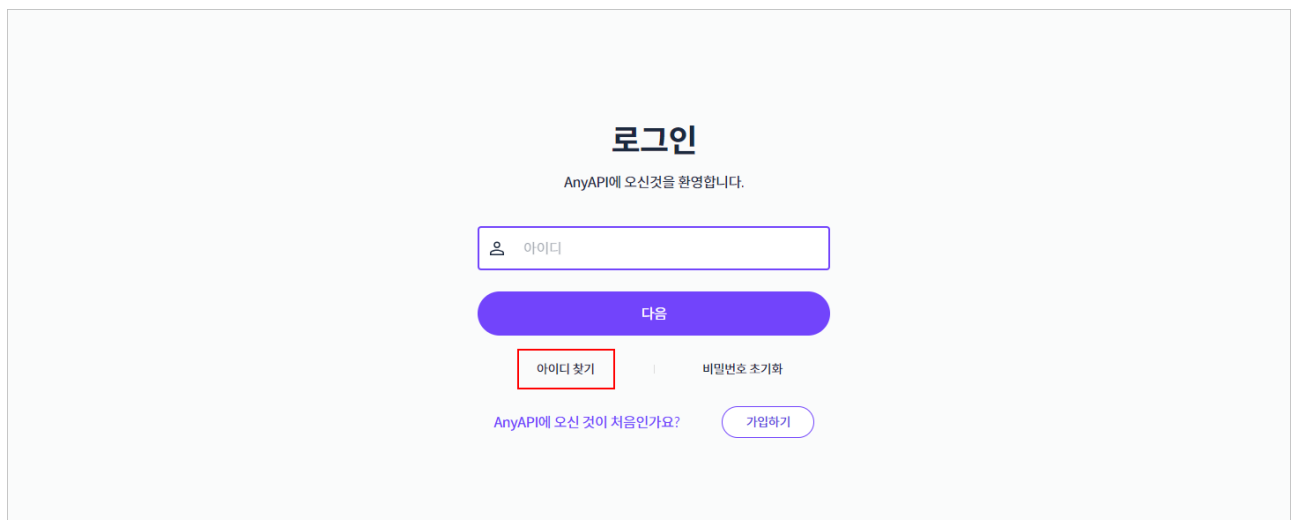 로그인
AnyAPI에 오신것을 환영합니다.
아이디
다음
아이디 찾기 | 비밀번호 초기화
AnyAPI에 오신 것이 처음인가요? 가입하기